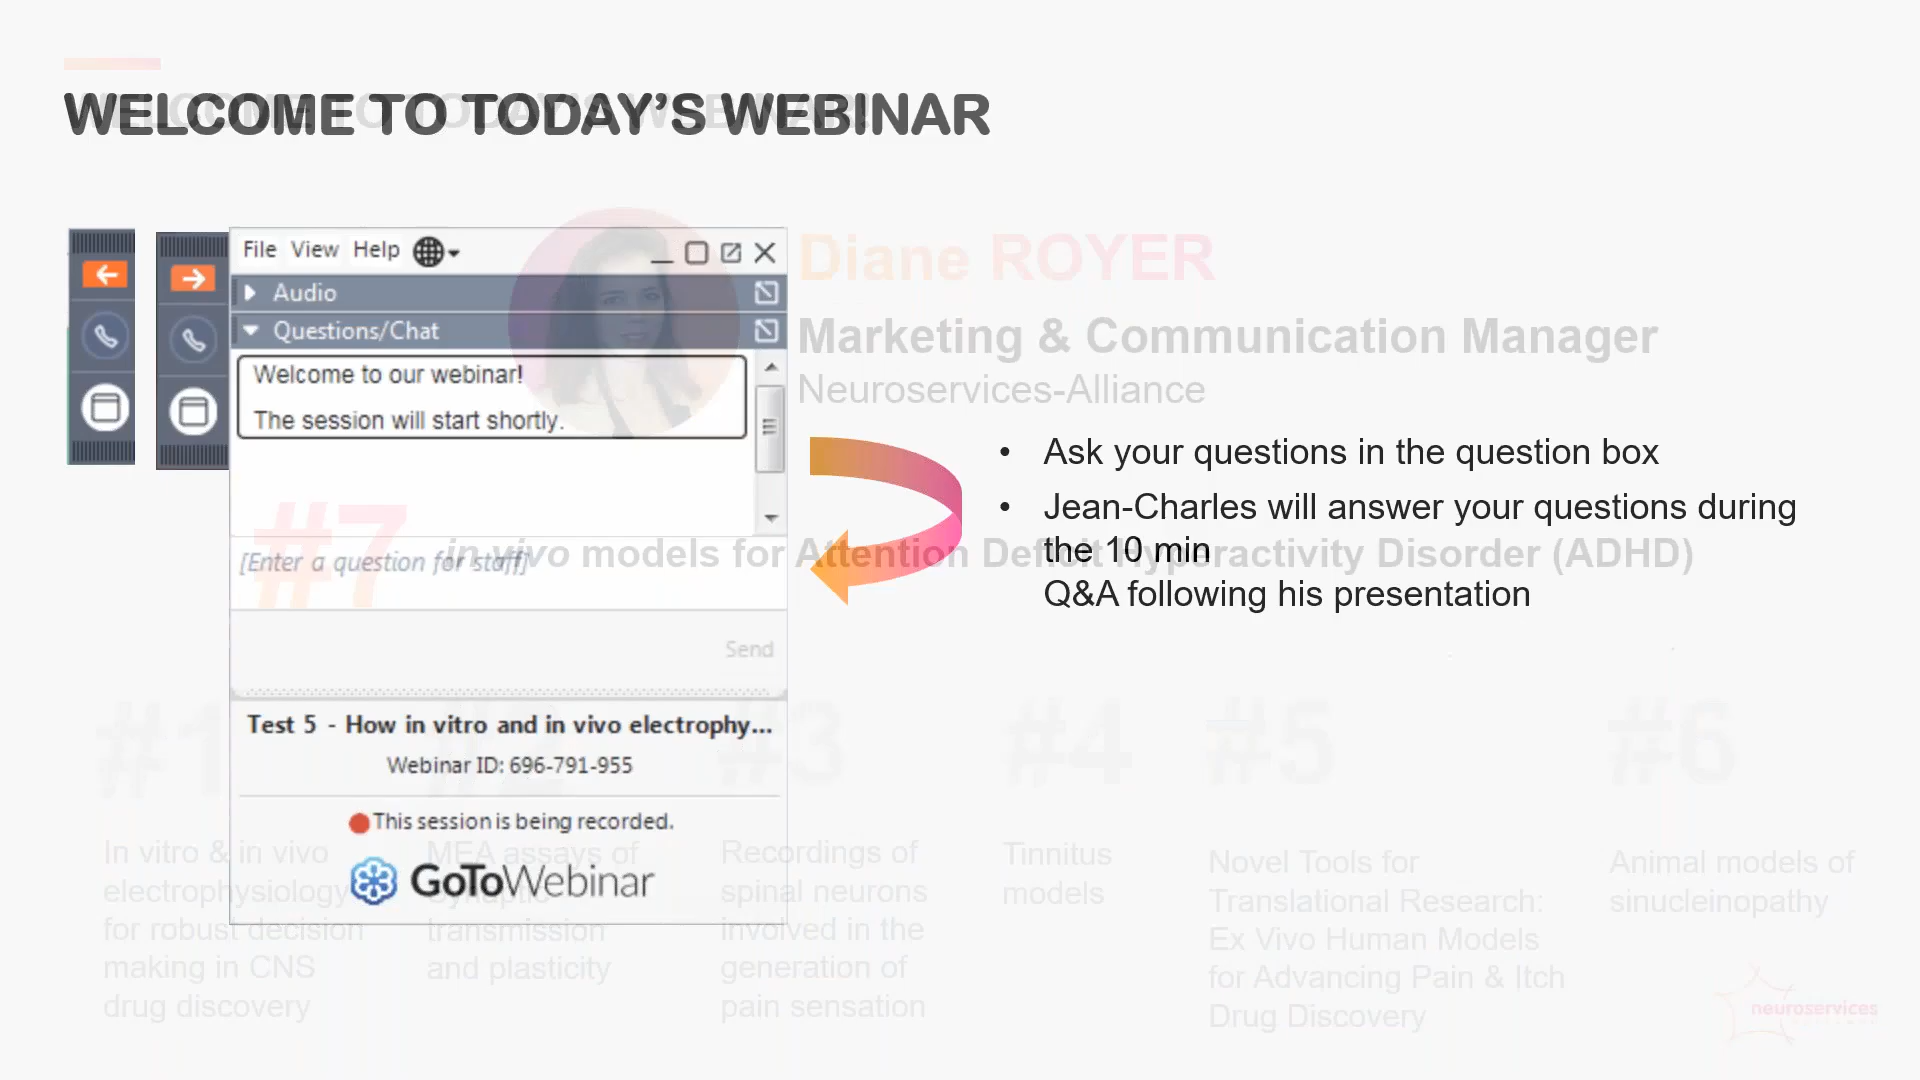 WELCOME TO TODAY'S WEBINAR
WELCOME TO TODAY'S WEBINAR!
File View Help
Audio
Questions/Chat
Welcome to our webinar!
The session will start shortly.
[Enter a question for staff]
Send
Test 5 - How in vitro and in vivo electrophy...
Webinar ID: 696-791-955
This session is being recorded.
GoToWebinar
Diane ROYER
Marketing & Communication Manager
Neuroservices-Alliance
• Ask your questions in the question box
• Jean-Charles will answer your questions during
the 10 min
Q&A following his presentation
#7
in vivo models for Attention Deficit Hyperactivity Disorder (ADHD)
#1
In vitro & in vivo
electrophysiology
for robust decision
making in CNS
drug discovery
#2
MEA assays of
synaptic
transmission
and plasticity
#3
Recordings of
spinal neurons
involved in the
generation of
pain sensation
#4
Tinnitus
models
#5
Novel Tools for
Translational Research:
Ex Vivo Human Models
for Advancing Pain & Itch
Drug Discovery
#6
Animal models of
sinucleinopathy
neuroservices